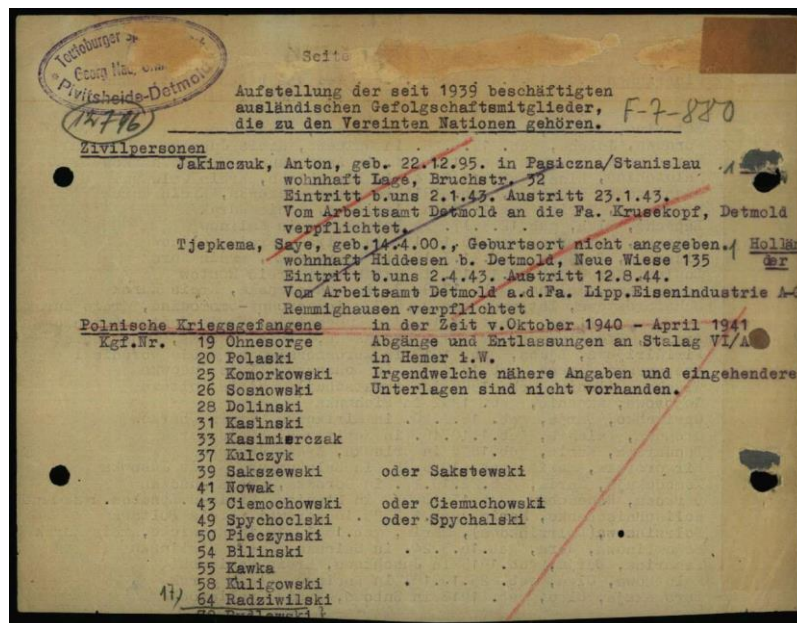 Teutoburger
Georg
Pivitsheide-Detmold
12796
Seite
Aufstellung der seit 1939 beschäftigten
ausländischen Gefolgschaftsmitglieder,
die zu den Vereinten Nationen gehören.
F-7-880
Zivilpersonen
Jakimczuk, Anton, geb. 22.12.95. in Pasiczna/Stanislau 1
wohnhaft Lage, Bruchstr. 32
Eintritt b.uns 2.1.43. Austritt 23.1.43.
Vom Arbeitsamt Detmold an die Fa. Krusekopf, Detmold
verpflichtet.
Tjepkema, Saye, geb.14.4.00., Geburtsort nicht angegeben. 1 Hollän
wohnhaft Hiddesen b. Detmold, Neue Wiese 135 der
Eintritt b.uns 2.4.43. Austritt 12.8.44.
Vom Arbeitsamt Detmold a.d.Fa. Lipp.Eisenindustrie
Remmighausen verpflichtet
Polnische Kriegsgefangene in der Zeit v.Oktober 1940 - April 1941
Kgf.Nr. 19 Ohnesorge Abgänge und Entlassungen an Stalag VI/A
20 Polaski in Hemer i.W.
25 Komorkowski Irgendwelche nähere Angaben und eingehendere
26 Sosnowski Unterlagen sind nicht vorhanden.
28 Dolinski
31 Kasinski
33 Kasimierczak
37 Kulczyk
39 Sakszewski oder Sakstewski
41 Nowak
43 Ciemochowski oder Ciemuchowski
49 Spychoclski oder Spychalski
50 Pieczynski
54 Bilinski
55 Kawka
58 Kuligowski
17) 64 Radziwilski